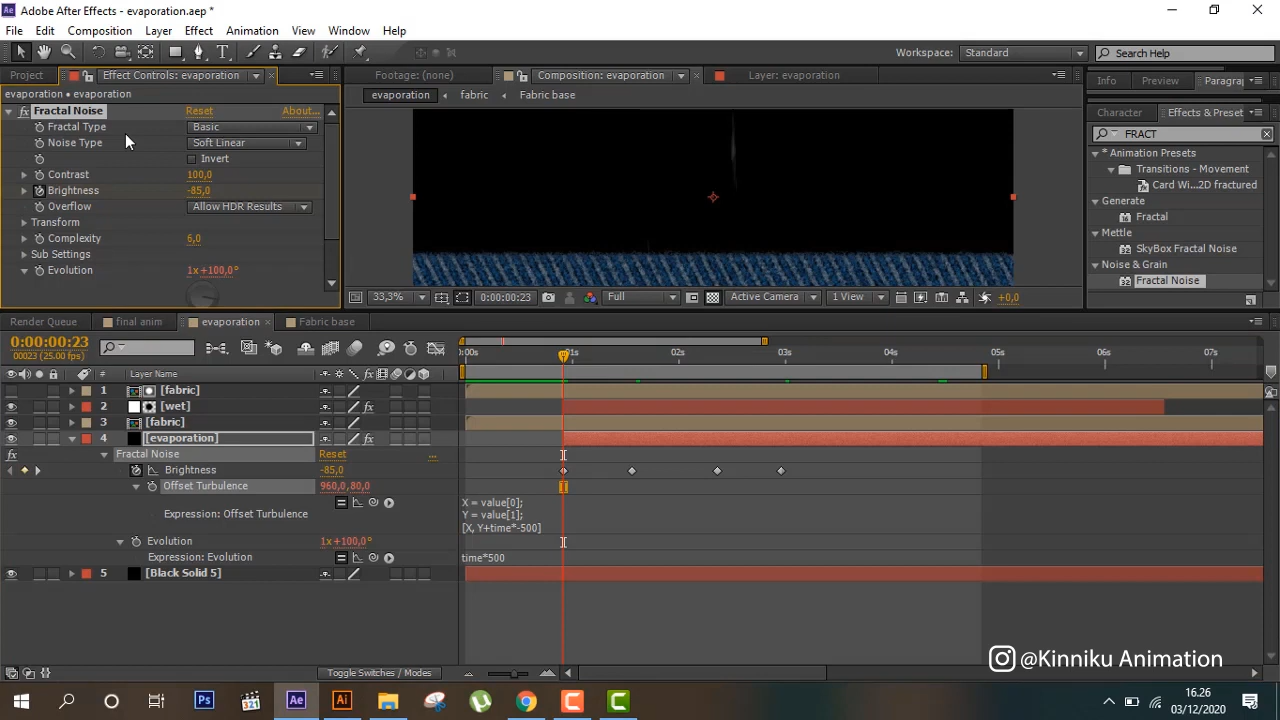 Adobe After Effects - evaporation.aep *
File Edit Composition Layer Effect Animation View Window Help
Workspace: Standard Search Help
Project Effect Controls: evaporation Footage: (none) Composition: evaporation Layer: evaporation Info Preview Paragra
evaporation • evaporation
evaporation fabric Fabric base
Fractal Noise Reset About...
Fractal Type Basic
Noise Type Soft Linear
Invert
Contrast 100,0
Brightness -85,0
Overflow Allow HDR Results
Transform
Complexity 6,0
Sub Settings
Evolution 1x+100,0°
Character Effects & Preset
FRACT
* Animation Presets
Transitions - Movement
Card Wi...2D fractured
Generate
Fractal
Mettle
SkyBox Fractal Noise
Noise & Grain
Fractal Noise
33,3% 0:00:00:23 Full Active Camera 1 View +0,0
Render Queue final anim evaporation Fabric base
0:00:00:23
00023 (25.00 fps)
:00s 01s 02s 03s 04s 05s 06s 07s
# Layer Name
1 [fabric]
2 [wet]
3 [fabric]
4 [evaporation]
Fractal Noise Reset ...
Brightness -85,0
Offset Turbulence 960,0,80,0
Expression: Offset Turbulence
X = value[0];
Y = value[1];
[X, Y+time*-500]
Evolution 1x+100,0°
Expression: Evolution time*500
5 [Black Solid 5]
Toggle Switches / Modes
@Kinniku Animation
Ps 321 Ae Ai
16.26
03/12/2020